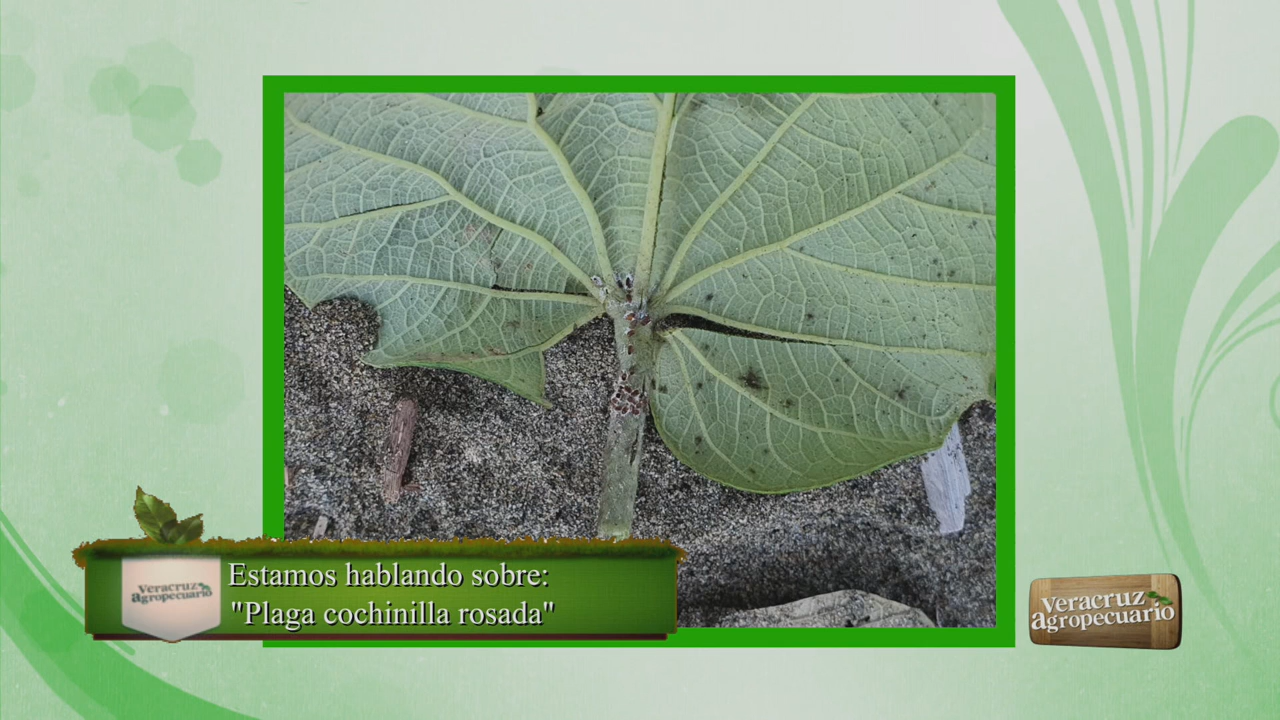 Estamos hablando sobre:
"Plaga cochinilla rosada"
Veracruz
agropecuario
Veracruz
agropecuario